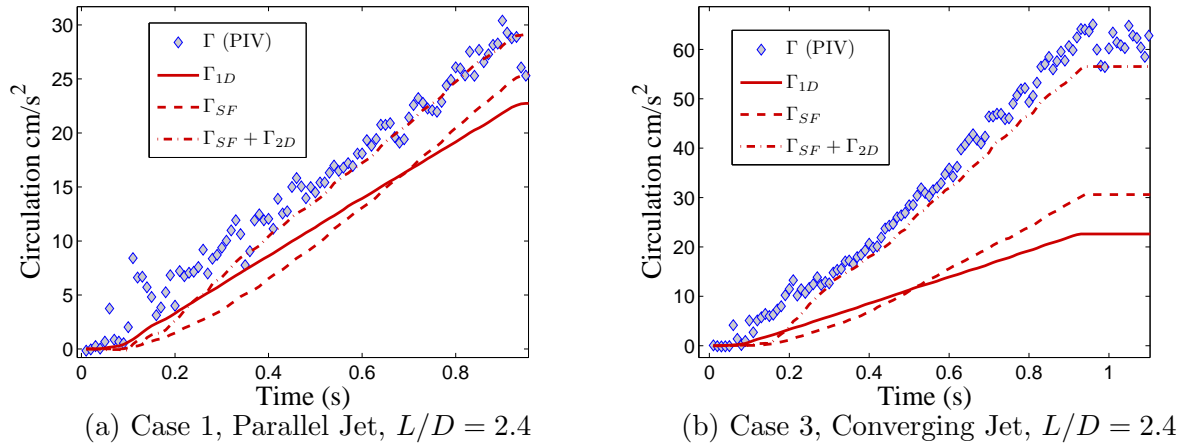 30
25
20
15
10
5
0
0
0.2
0.4
0.6
0.8
Circulation cm/s²
Time (s)
Γ (PIV)
Γ1D
ΓSF
ΓSF + Γ2D
(a) Case 1, Parallel Jet, L/D = 2.4
60
50
40
30
20
10
0
0
0.2
0.4
0.6
0.8
1
Circulation cm/s²
Time (s)
Γ (PIV)
Γ1D
ΓSF
ΓSF + Γ2D
(b) Case 3, Converging Jet, L/D = 2.4